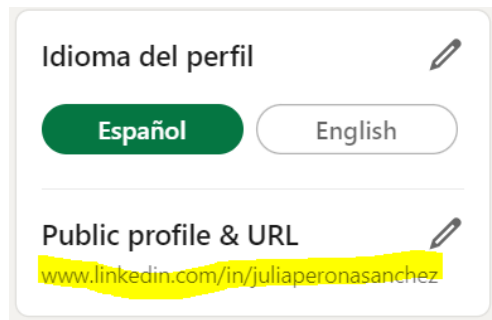 Idioma del perfil
Español English
Public profile & URL
www.linkedin.com/in/juliaperonasanchez